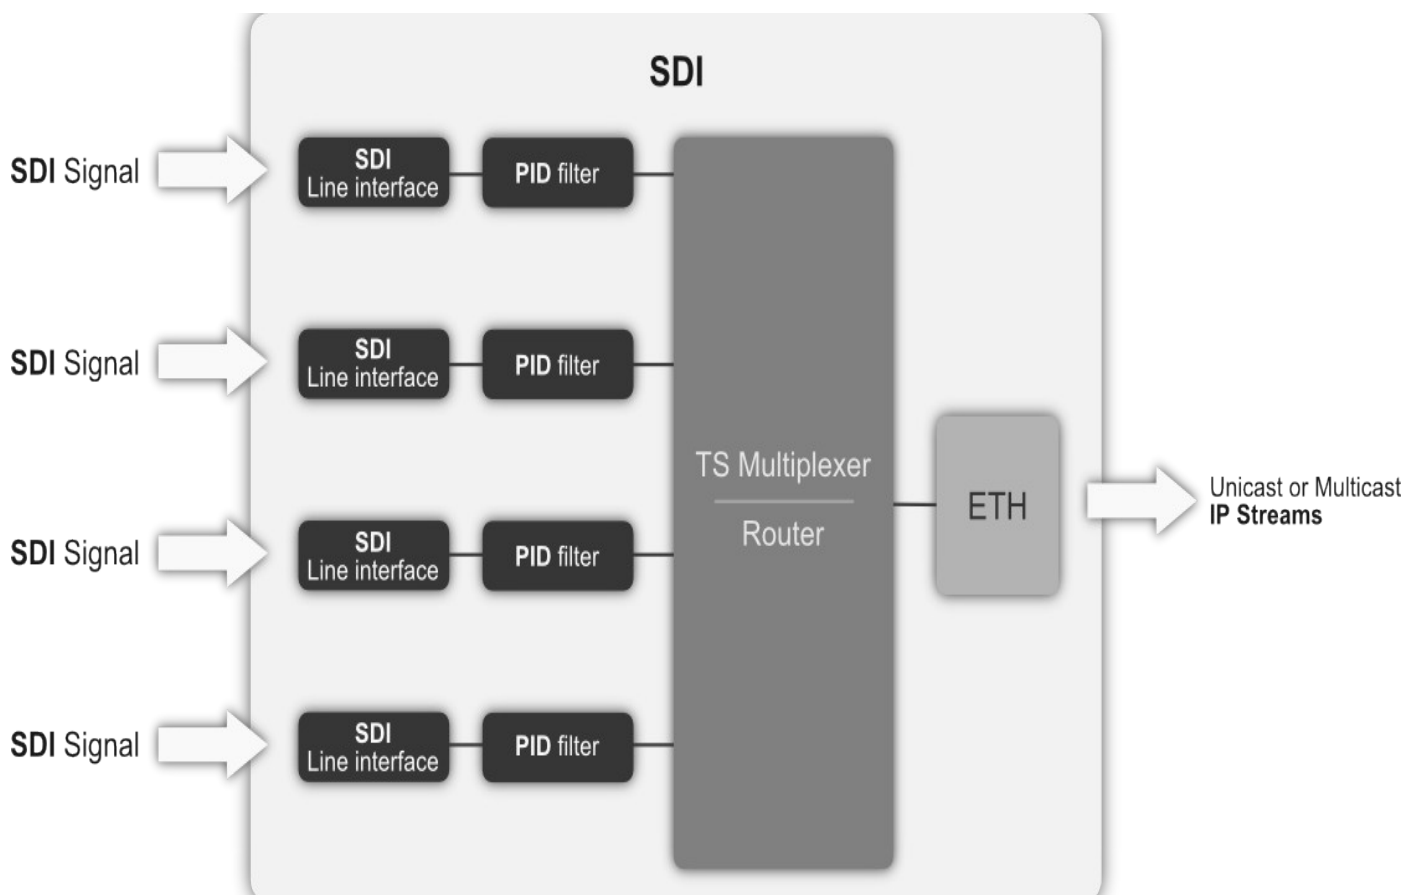 SDI
SDI Signal
SDI
Line interface
PID filter
SDI Signal
SDI
Line interface
PID filter
TS Multiplexer
Router
ETH
Unicast or Multicast
IP Streams
SDI Signal
SDI
Line interface
PID filter
SDI Signal
SDI
Line interface
PID filter